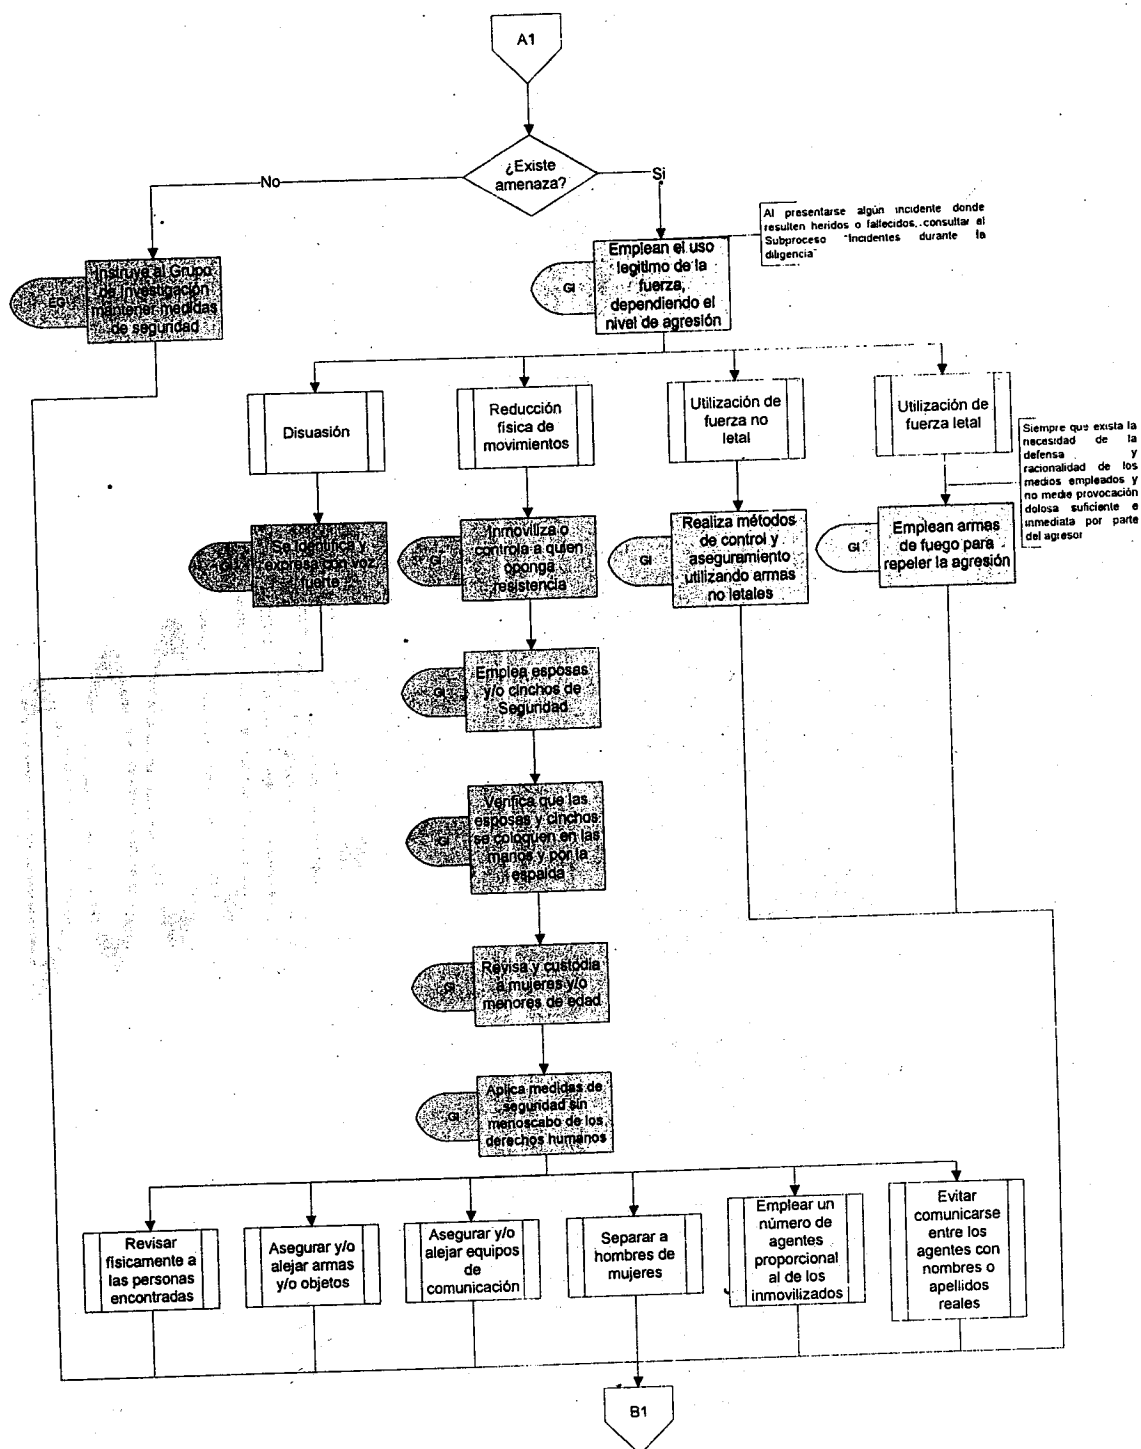 A1
¿Existe
amenaza?
No
Si
Al presentarse algún incidente donde
resulten heridos o fallecidos, consultar el
Subproceso "Incidentes durante la
diligencia"
Instruye al Grupo
de Investigación
mantener medidas
de seguridad
EG
Emplean el uso
legitimo de la
fuerza,
dependiendo el
nivel de agresión
GI
Disuasión
Reducción
física de
movimientos
Utilización de
fuerza no
letal
Utilización de
fuerza letal
Siempre que exista la
necesidad de la
defensa y
racionalidad de los
medios empleados y
no medie provocación
dolosa suficiente e
inmediata por parte
del agresor
GI
Se identifica y
expresa con voz
fuerte
GI
Inmoviliza o
controla a quien
oponga
resistencia
GI
Realiza métodos
de control y
aseguramiento
utilizando armas
no letales
GI
Emplean armas
de fuego para
repeler la agresión
GI
Emplea esposas
y/o cinchos de
Seguridad
GI
Verifica que las
esposas y cinchos
se coloquen en las
manos y por la
espalda
GI
Revisa y custodia
a mujeres y/o
menores de edad
GI
Aplica medidas de
seguridad sin
menoscabo de los
derechos humanos
Revisar
físicamente a
las personas
encontradas
Asegurar y/o
alejar armas
y/o objetos
Asegurar y/o
alejar equipos
de
comunicación
Separar a
hombres de
mujeres
Emplear un
número de
agentes
proporcional
al de los
inmovilizados
Evitar
comunicarse
entre los
agentes con
nombres o
apellidos
reales
B1